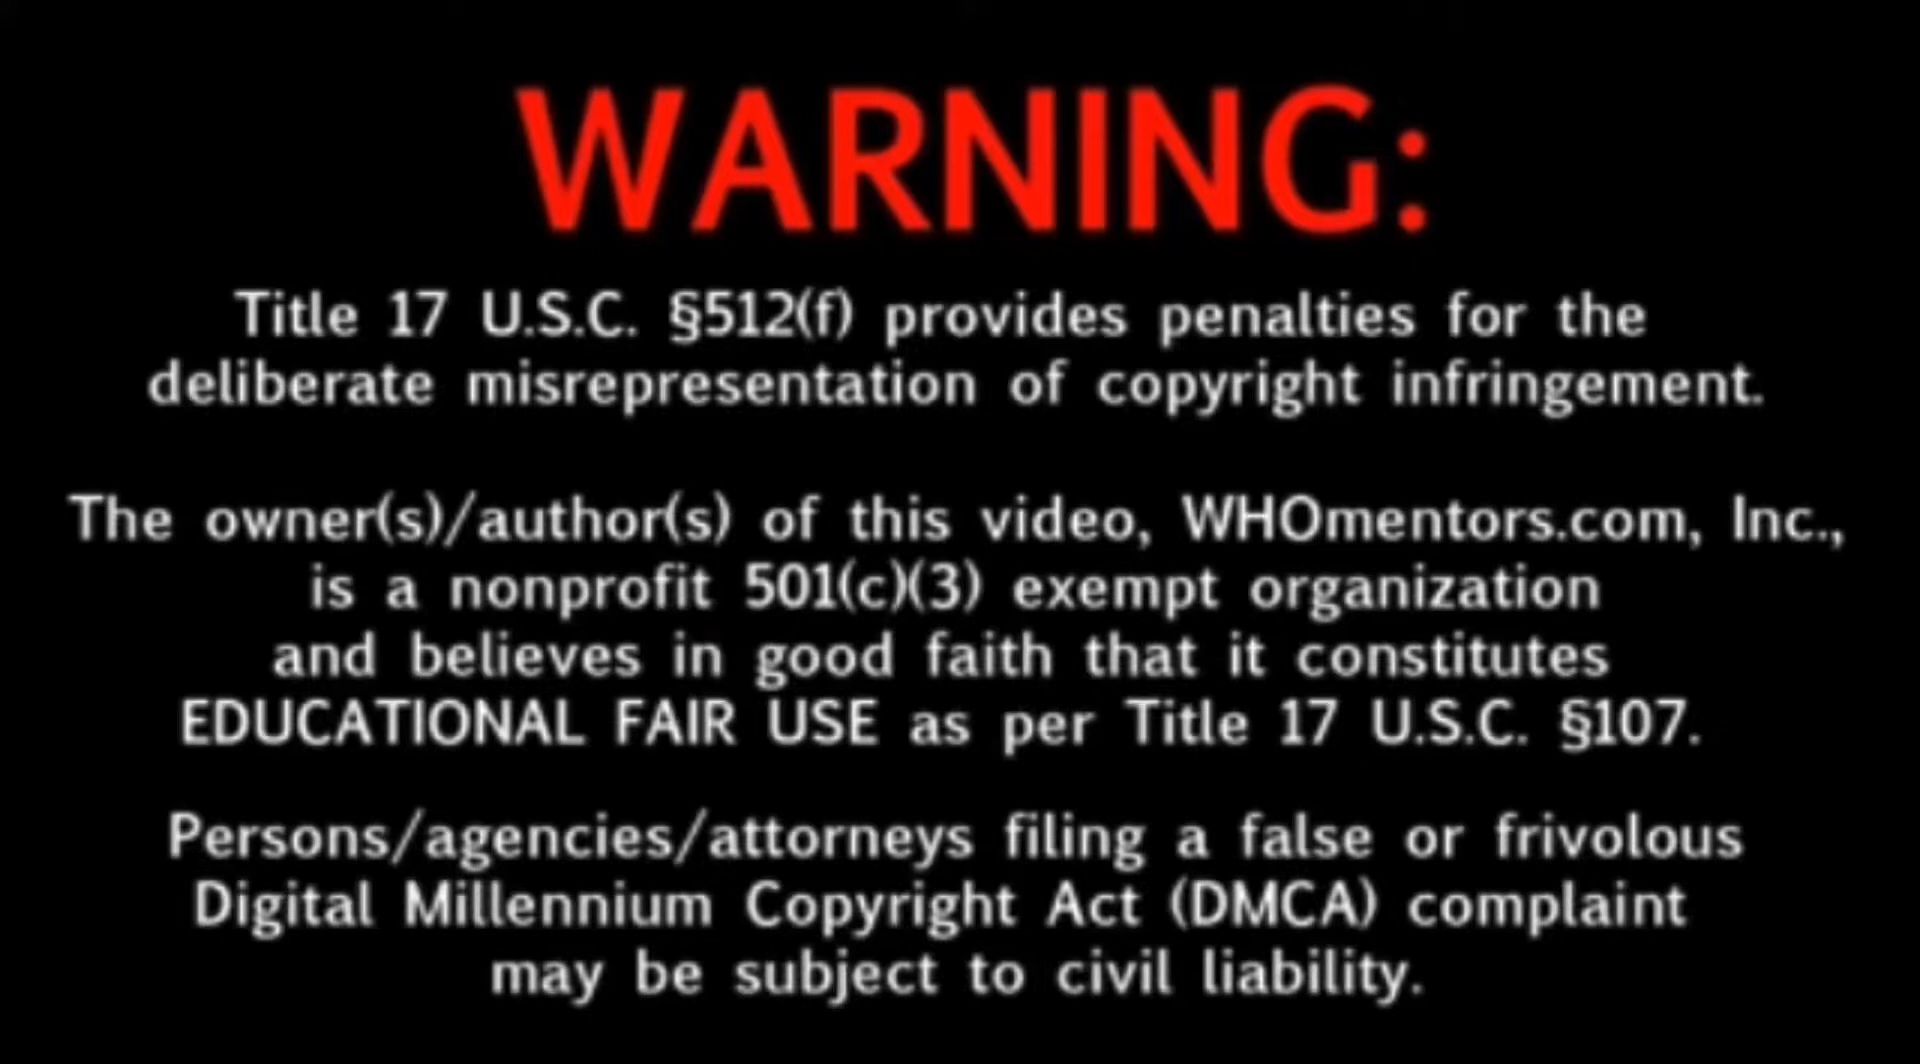 WARNING:
Title 17 U.S.C. §512(f) provides penalties for the
deliberate misrepresentation of copyright infringement.
The owner(s)/author(s) of this video, WHOmentors.com, Inc.,
is a nonprofit 501(c)(3) exempt organization
and believes in good faith that it constitutes
EDUCATIONAL FAIR USE as per Title 17 U.S.C. §107.
Persons/agencies/attorneys filing a false or frivolous
Digital Millennium Copyright Act (DMCA) complaint
may be subject to civil liability.